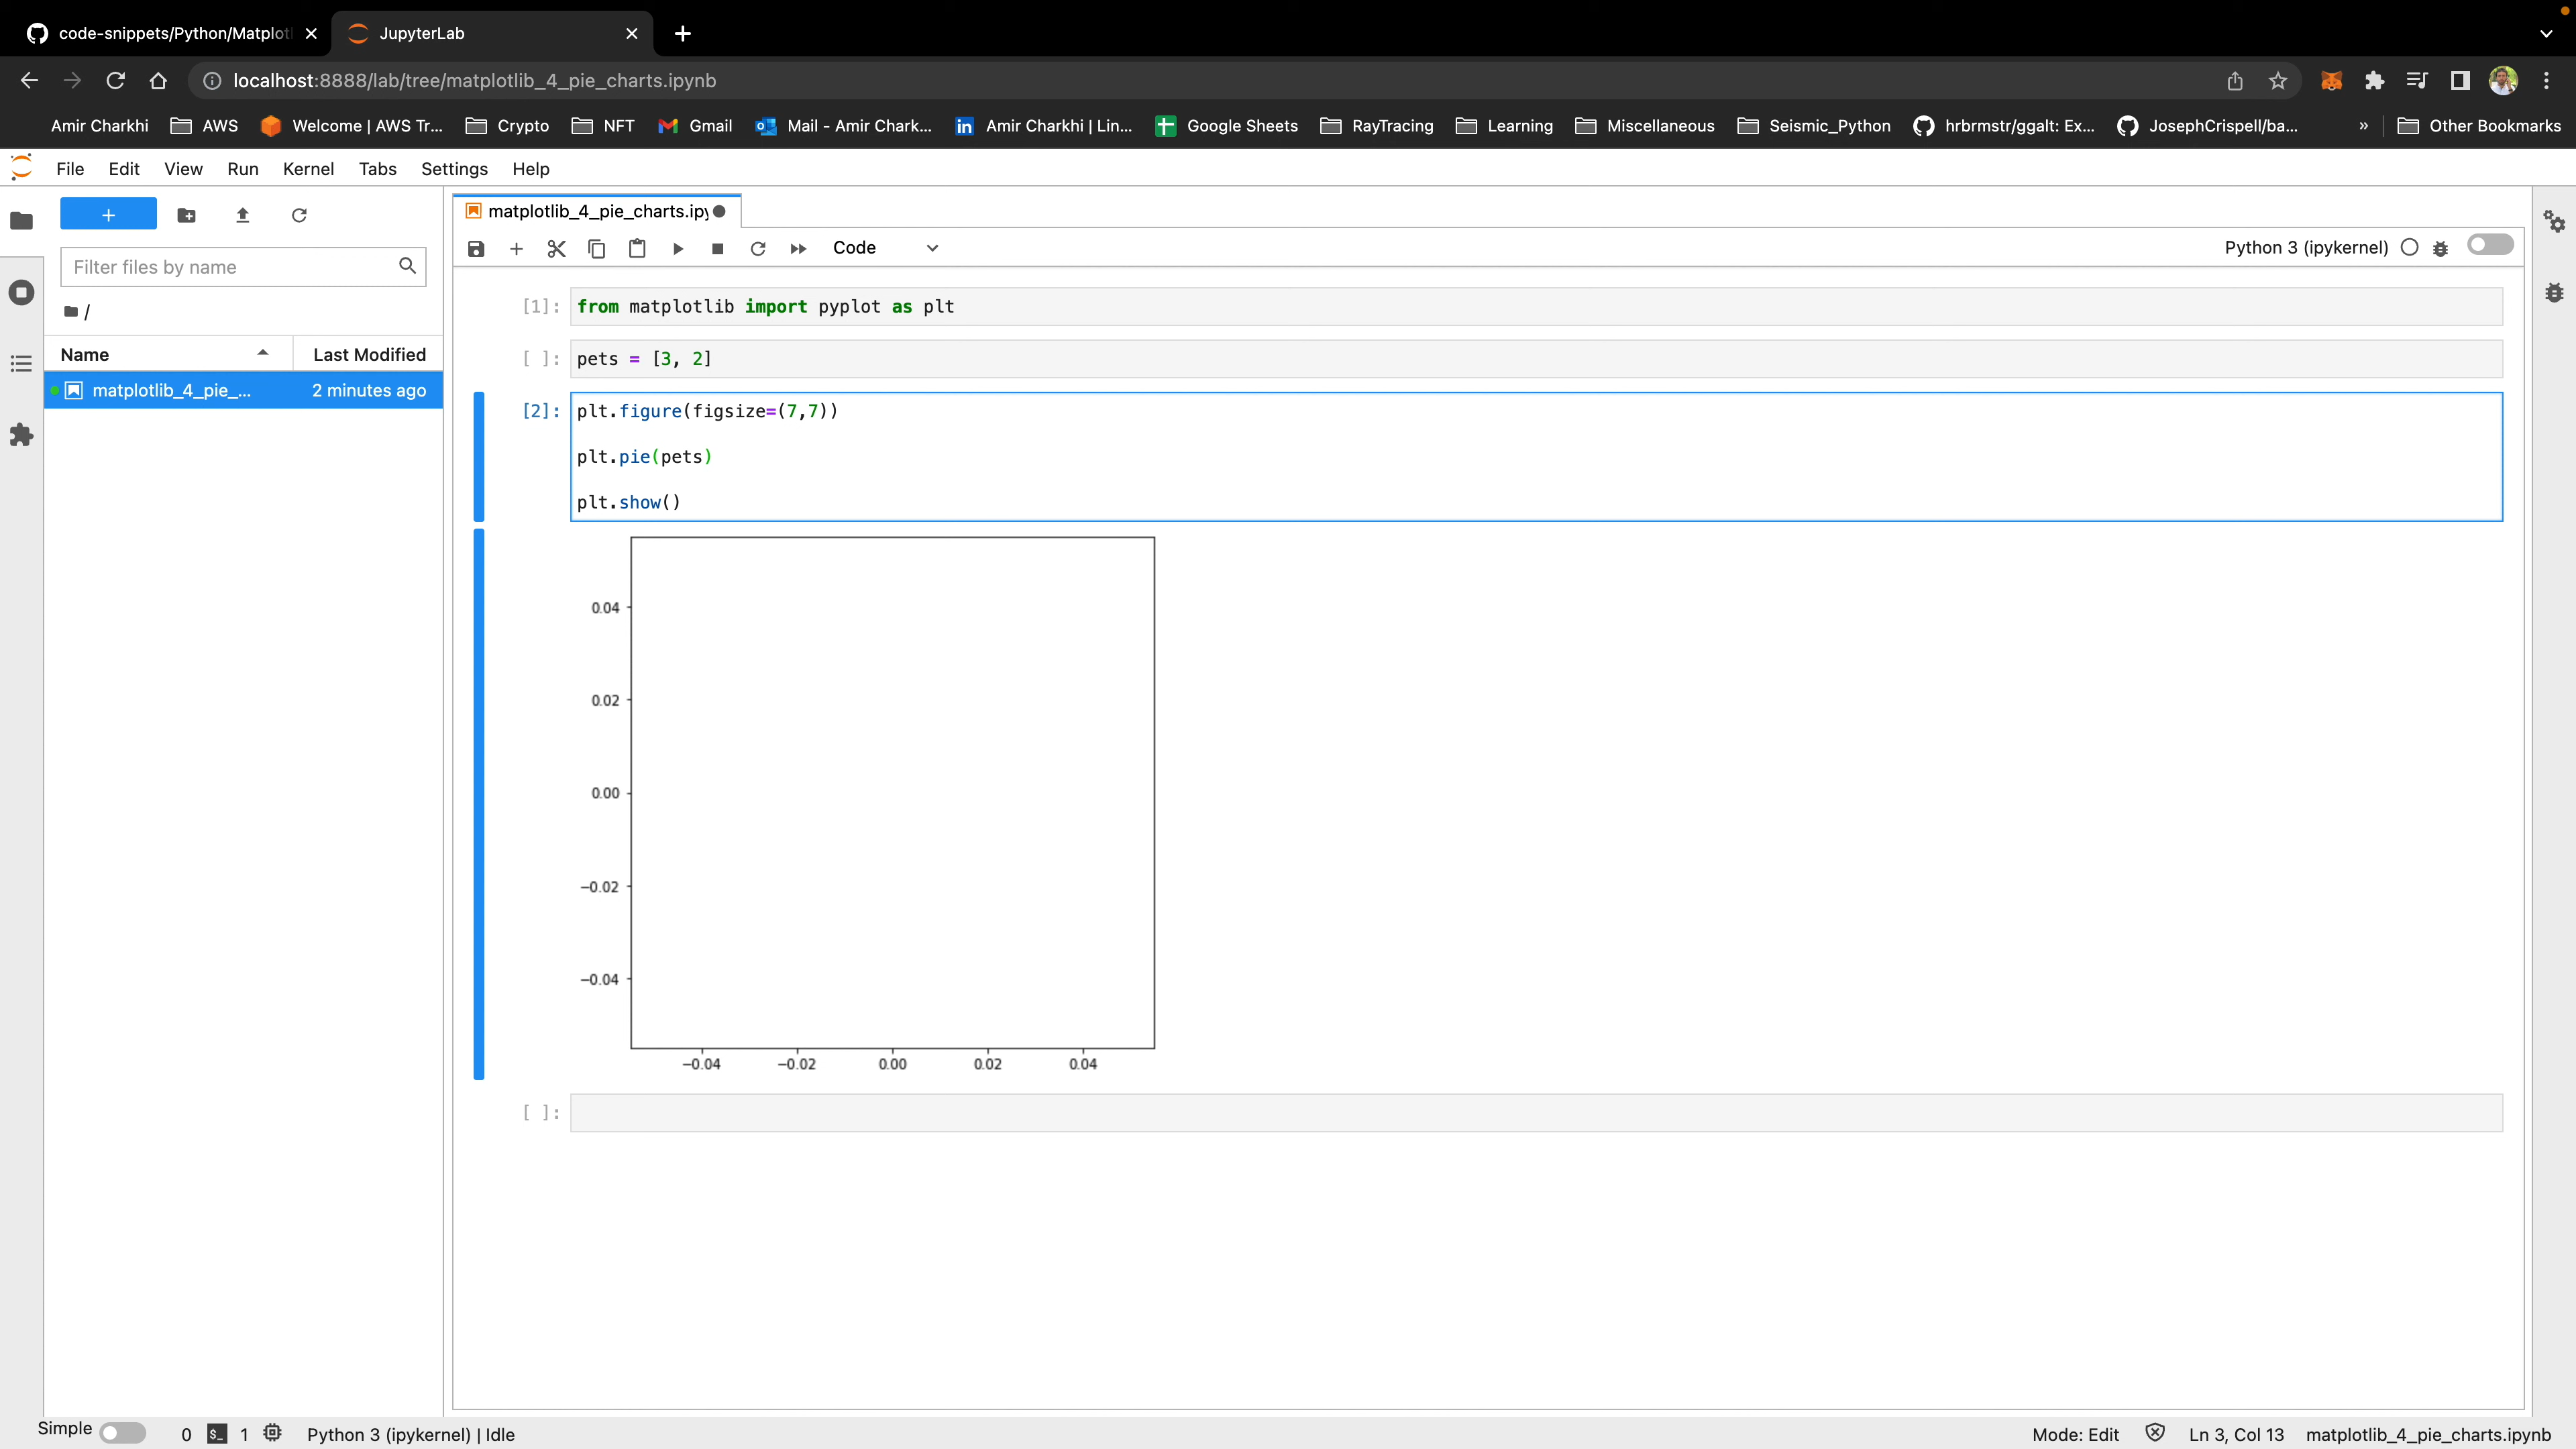 code-snippets/Python/Matplotl
JupyterLab
localhost:8888/lab/tree/matplotlib_4_pie_charts.ipynb
Amir Charkhi AWS Welcome | AWS Tr... Crypto NFT Gmail Mail - Amir Chark... Amir Charkhi | Lin... Google Sheets RayTracing Learning Miscellaneous Seismic_Python hrbrmstr/ggalt: Ex... JosephCrispell/ba... » Other Bookmarks
File Edit View Run Kernel Tabs Settings Help
matplotlib_4_pie_charts.ipy
Code
Python 3 (ipykernel)
Filter files by name
/
Name Last Modified
matplotlib_4_pie_... 2 minutes ago
[1]: from matplotlib import pyplot as plt
[ ]: pets = [3, 2]
[2]: plt.figure(figsize=(7,7))
plt.pie(pets)
plt.show()
0.04
0.02
0.00
−0.02
−0.04
−0.04 −0.02 0.00 0.02 0.04
[ ]:
Simple 0 $_ 1 Python 3 (ipykernel) | Idle
Mode: Edit Ln 3, Col 13 matplotlib_4_pie_charts.ipynb